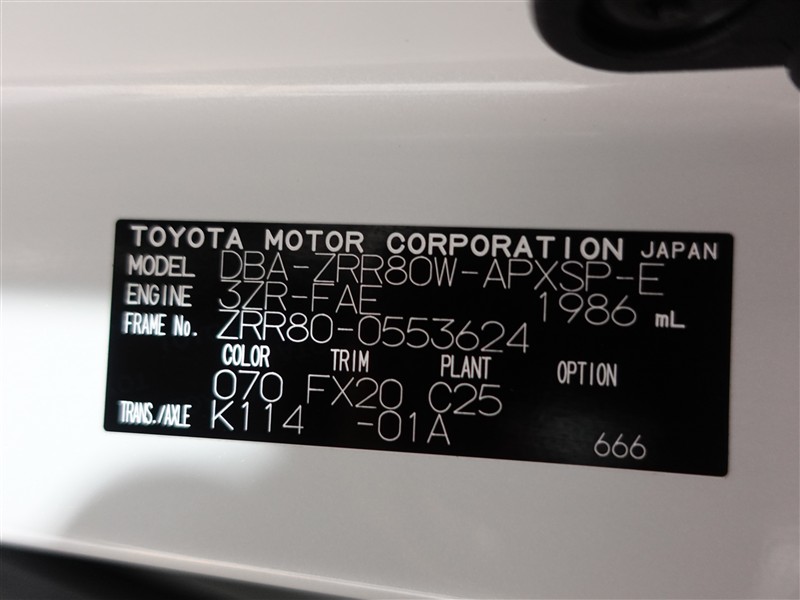 TOYOTA MOTOR CORPORATION JAPAN
MODEL DBA-ZRR80W-APXSP-E
ENGINE 3ZR-FAE 1986 mL
FRAME No. ZRR80-0553624
COLOR TRIM PLANT OPTION
070 FX20 C25
TRANS./AXLE K114 -01A
666